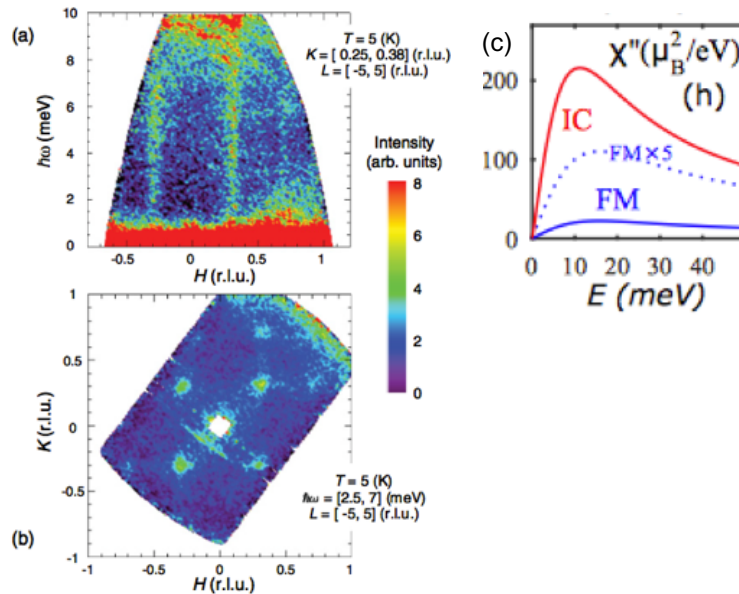 (a)
T = 5 (K)
K = [ 0.25, 0.38] (r.l.u.)
L = [ -5, 5] (r.l.u.)
10
8
6
4
2
0
ħω (meV)
-0.5
0
0.5
1
H (r.l.u.)
Intensity
(arb. units)
8
6
4
2
0
(b)
1
0.5
0
-0.5
-1
K (r.l.u.)
T = 5 (K)
ħω = [2.5, 7] (meV)
L = [ -5, 5] (r.l.u.)
-1
-0.5
0
0.5
1
H (r.l.u.)
(c)
χ"(μ_B^2/eV)
(h)
200
100
0
IC
FM×5
FM
0
10
20
30
40
E (meV)